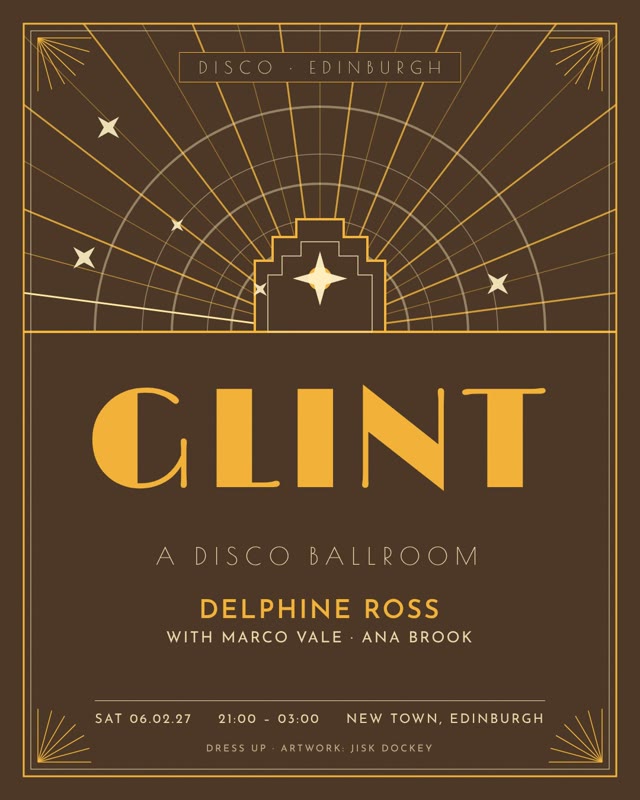 DISCO · EDINBURGH
GLINT
A DISCO BALLROOM
DELPHINE ROSS
WITH MARCO VALE · ANA BROOK
SAT 06.02.27 21:00 – 03:00 NEW TOWN, EDINBURGH
DRESS UP · ARTWORK: JISK DOCKEY